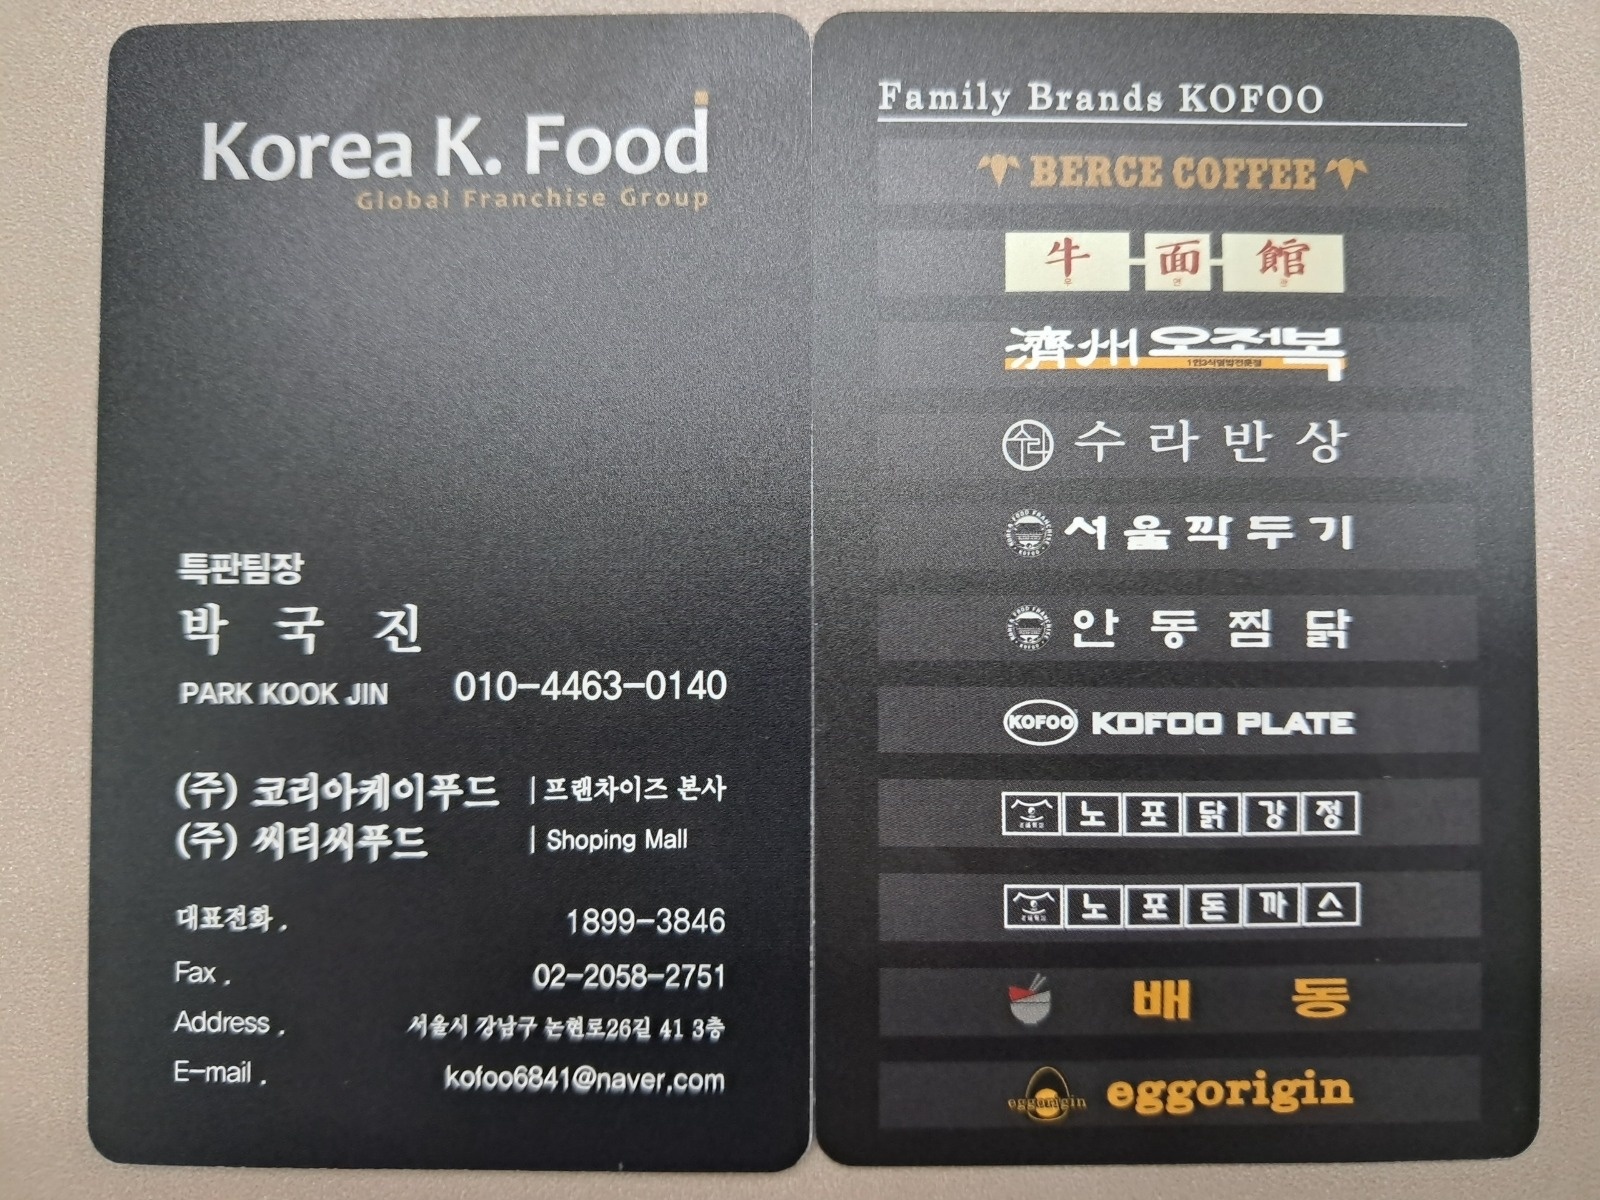 Korea K. Food
Global Franchise Group
특판팀장
박 국 진
PARK KOOK JIN 010-4463-0140
(주) 코리아케이푸드 | 프랜차이즈 본사
(주) 씨티씨푸드 | Shoping Mall
대표전화 . 1899-3846
Fax . 02-2058-2751
Address . 서울시 강남구 논현로26길 41 3층
E-mail . kofoo6841@naver.com
Family Brands KOFOO
BERCE COFFEE
牛 面 館
우 면 관
濟州 오전복
수라 수라반상
서울깍두기
안동찜닭
KOFOO KOFOO PLATE
노포닭강정
노포돈까스
배동
eggorigin eggorigin